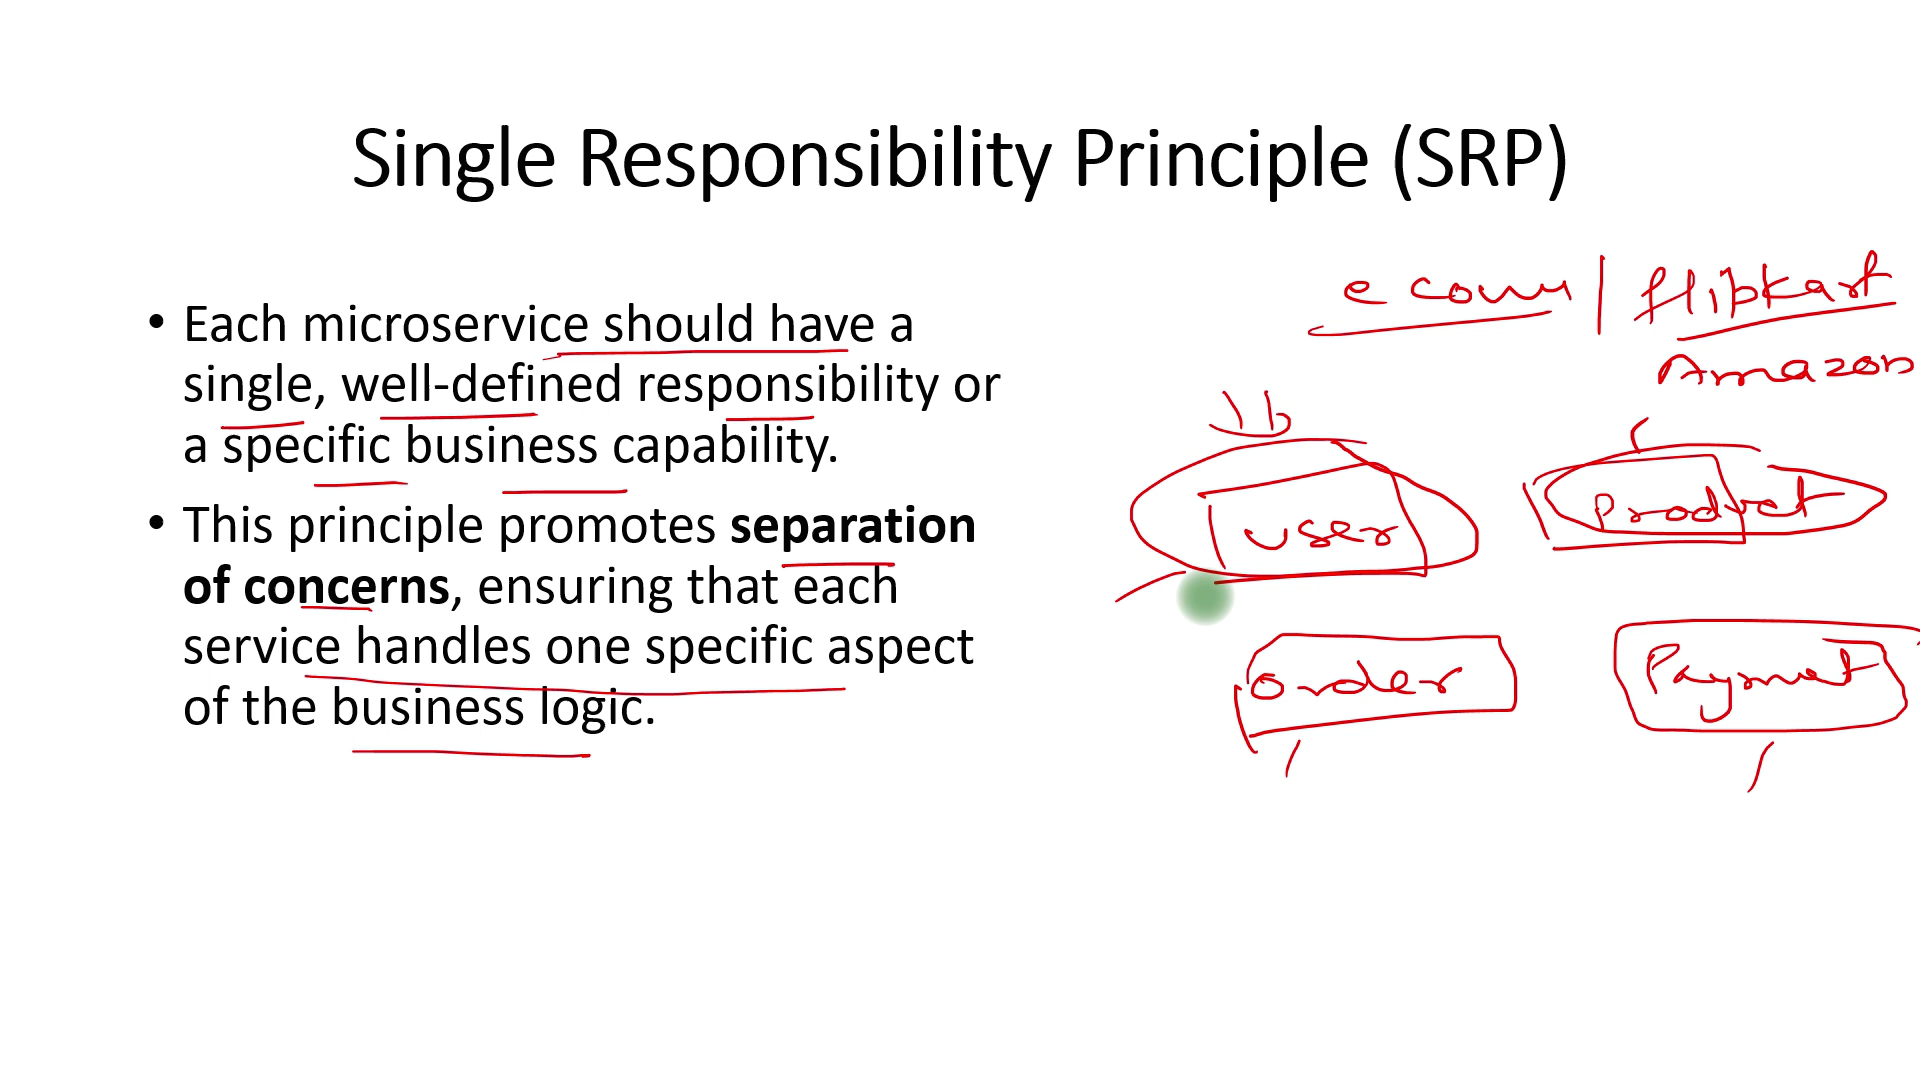 Single Responsibility Principle (SRP)
• Each microservice should have a
single, well-defined responsibility or
a specific business capability.
• This principle promotes separation
of concerns, ensuring that each
service handles one specific aspect
of the business logic.
e comm | flipkart
Amazon
user
Product
order
Payment